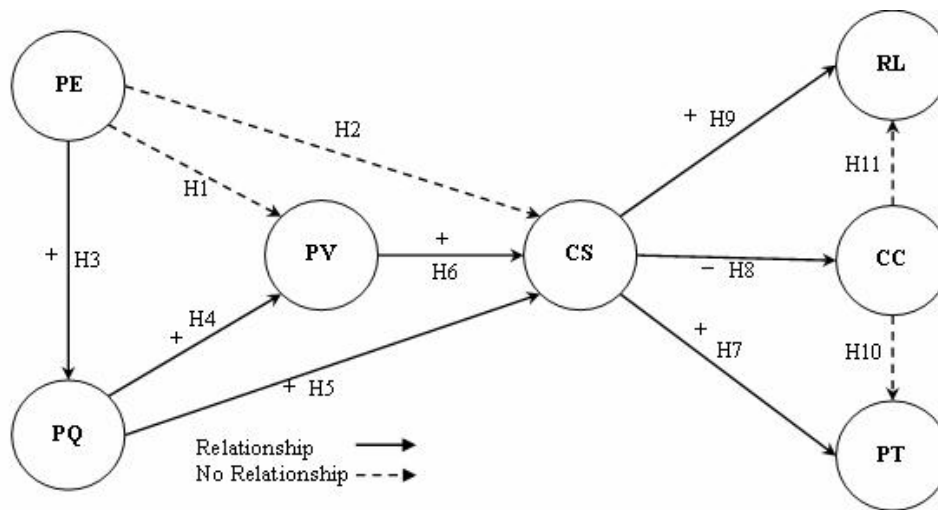 PE
RL
+ H9
H2
H11
H1
+ H3
PV
+
H6
CS
− H8
CC
+ H4
+
H7
H10
+ H5
PQ
PT
Relationship
No Relationship